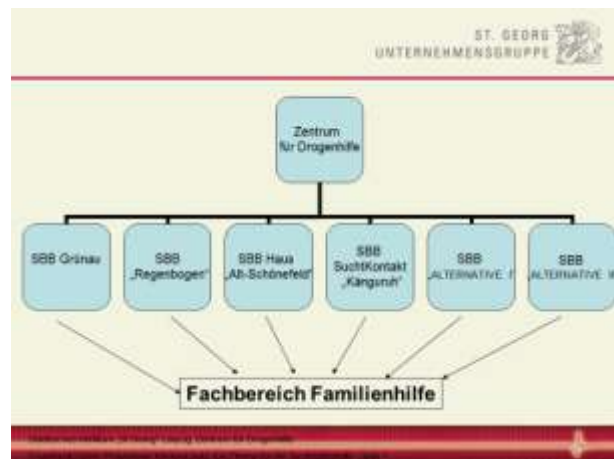 ST. GEORG
UNTERNEHMENSGRUPPE
Zentrum
für Drogenhilfe
SBB Grünau
SBB
„Regenbogen“
SBB Haus
„Alt-Schönefeld“
SBB
SuchtKontakt
„Känguruh“
SBB
„ALTERNATIVE I“
SBB
„ALTERNATIVE II“
Fachbereich Familienhilfe